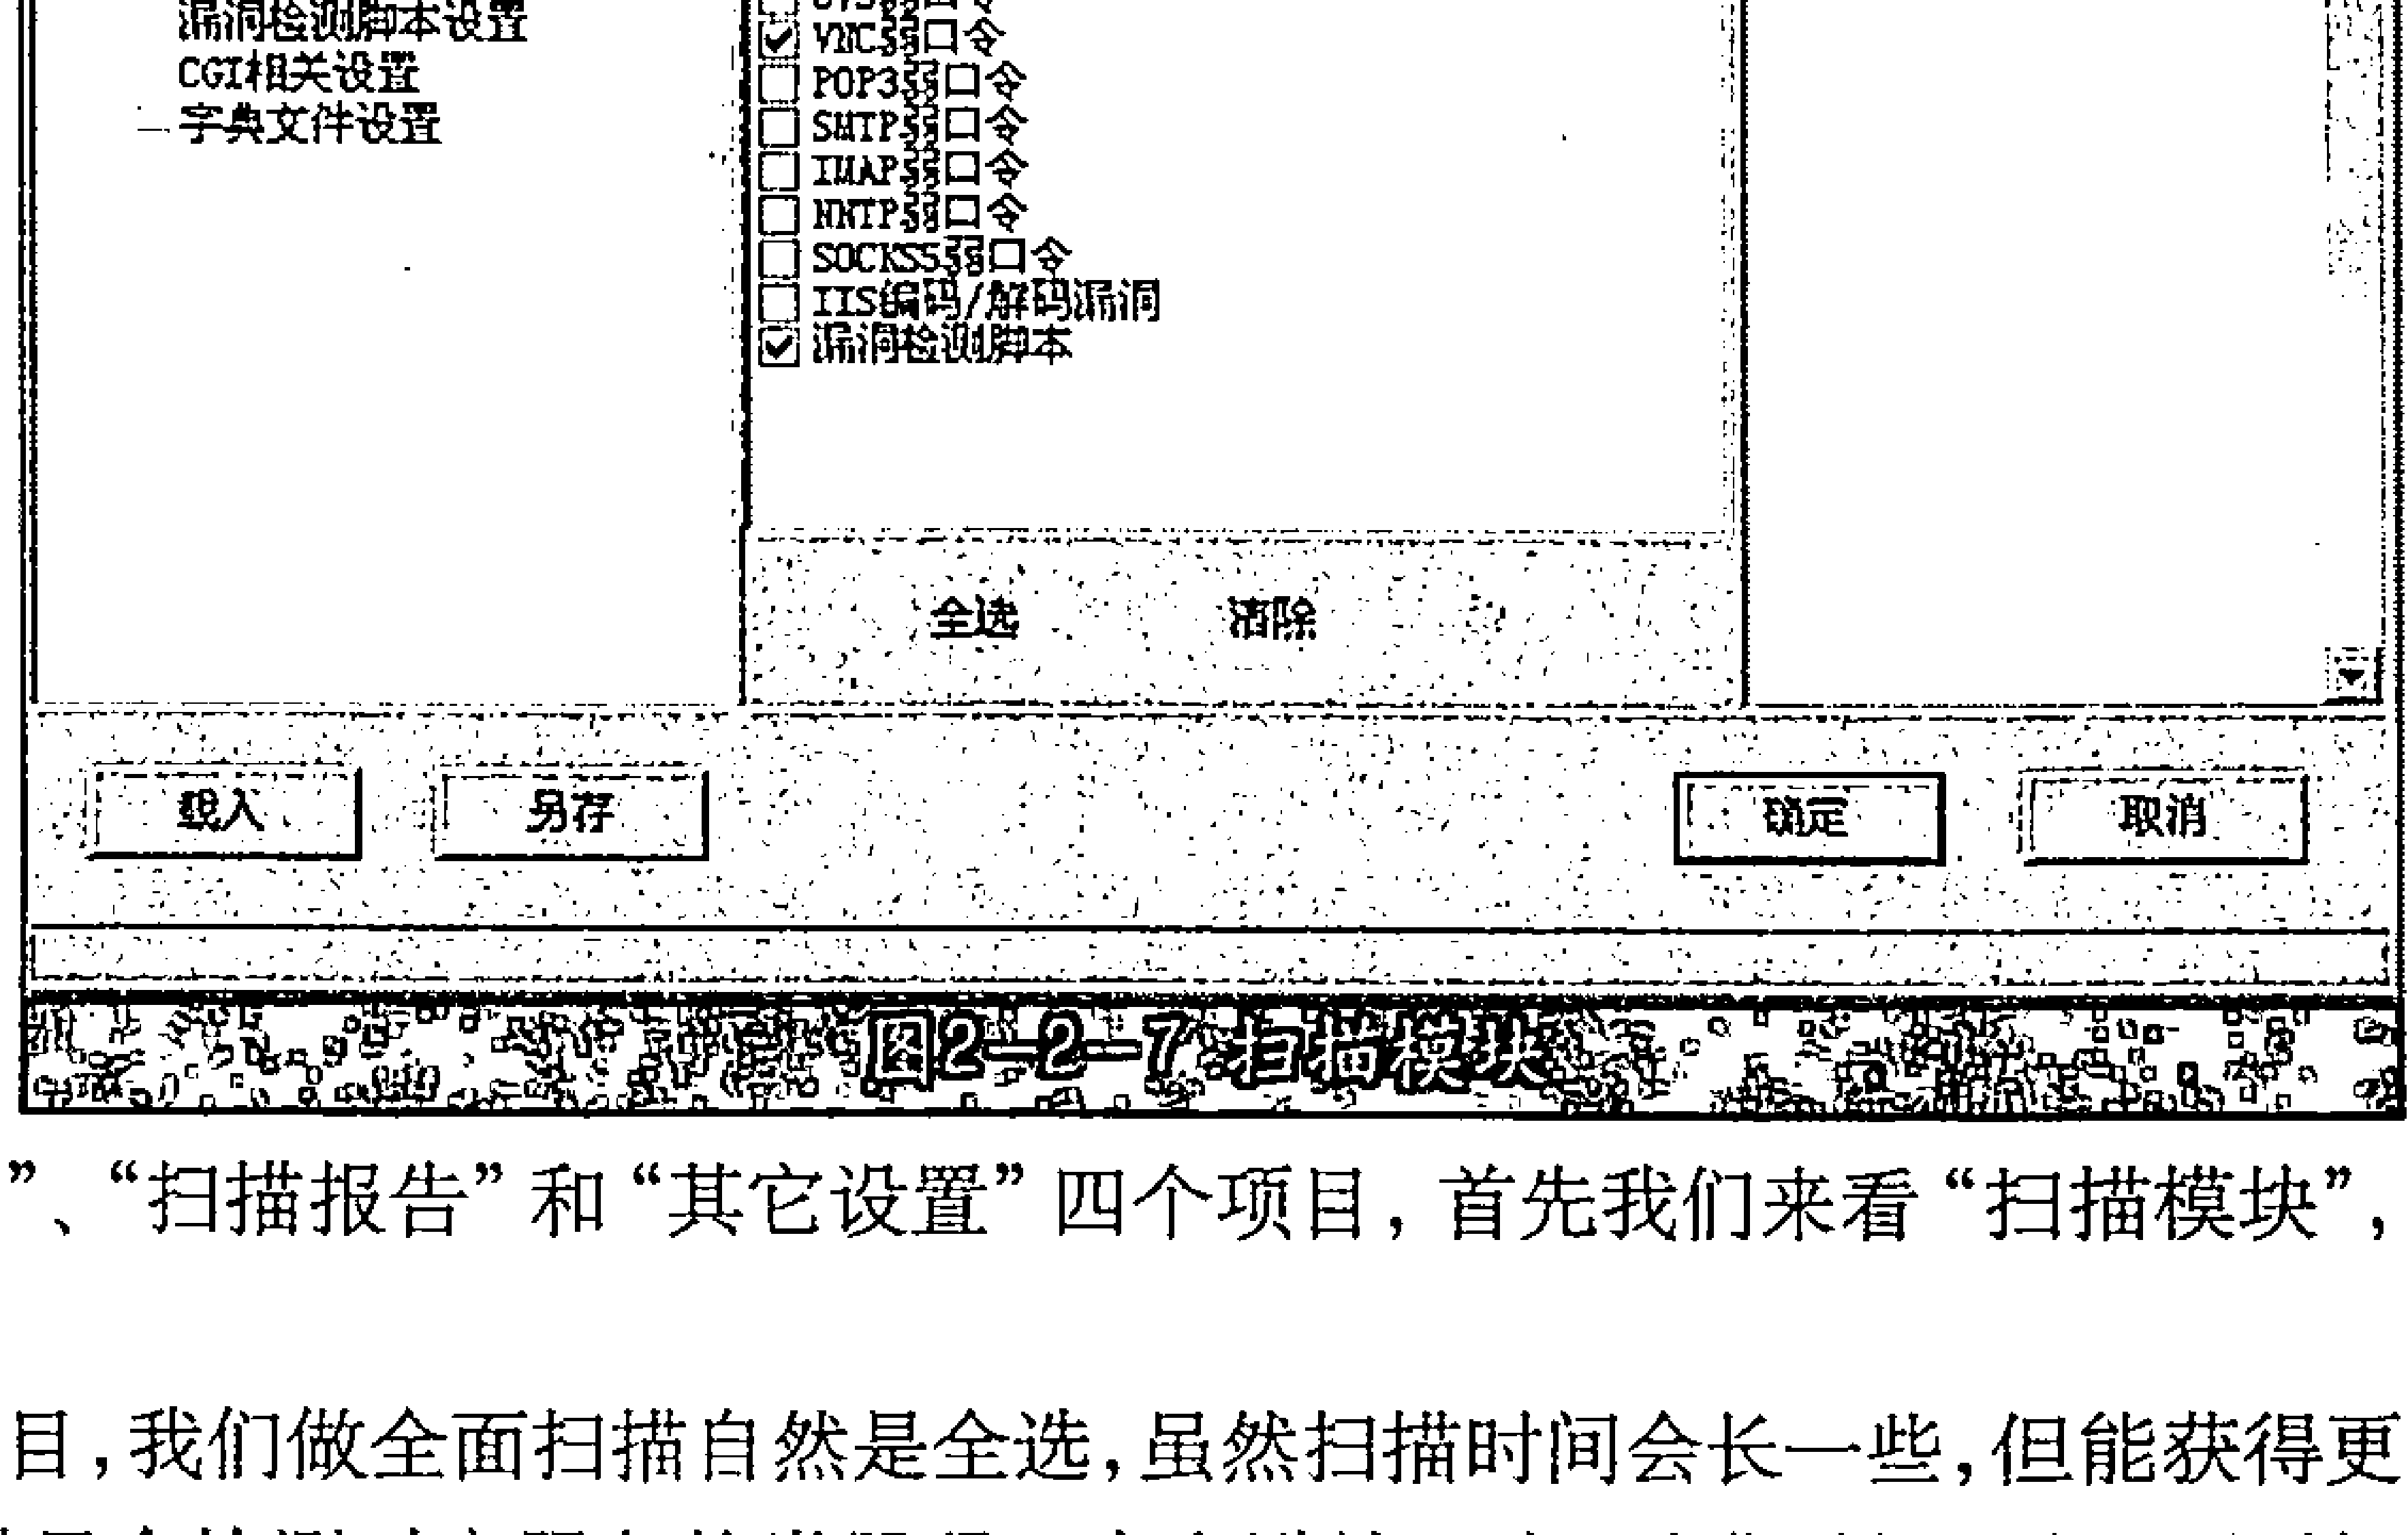 漏洞检测脚本设置
CGI相关设置
字典文件设置
VNC弱口令
POP3弱口令
SMTP弱口令
IMAP弱口令
NNTP弱口令
SOCKS5弱口令
IIS编码/解码漏洞
漏洞检测脚本
全选 清除
载入 另存 确定 取消
图2-2-7 扫描模块
”、“扫描报告”和“其它设置”四个项目,首先我们来看“扫描模块”,
目,我们做全面扫描自然是全选,虽然扫描时间会长一些,但能获得更